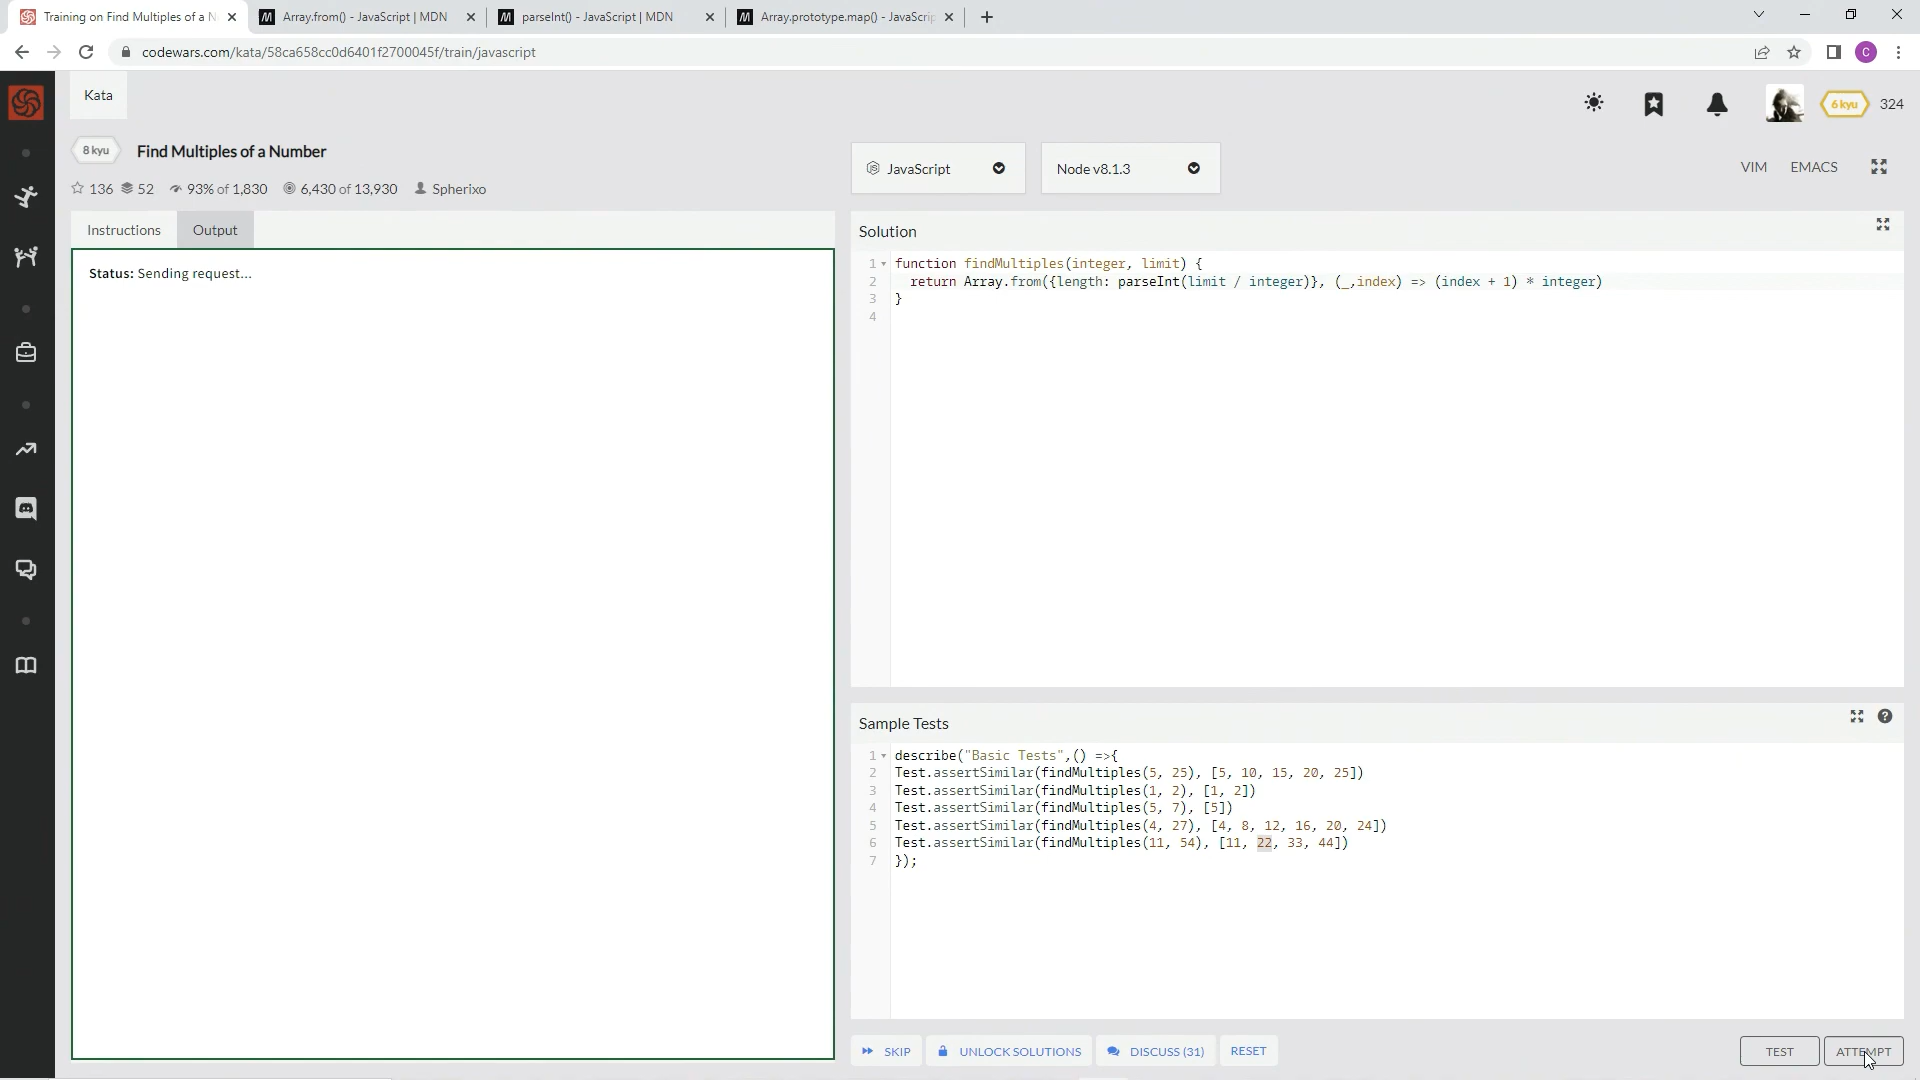 Training on Find Multiples of a N
Array.from() - JavaScript | MDN
parseInt() - JavaScript | MDN
Array.prototype.map() - JavaScrip
codewars.com/kata/58ca658cc0d6401f2700045f/train/javascript
C
Kata
6 kyu
324
8 kyu
Find Multiples of a Number
136
52
93% of 1,830
6,430 of 13,930
Spherixo
JavaScript
Node v8.1.3
VIM
EMACS
Instructions
Output
Status: Sending request...
Solution
1 function findMultiples(integer, limit) {
2 return Array.from({length: parseInt(limit / integer)}, (_,index) => (index + 1) * integer)
3 }
4
Sample Tests
1 describe("Basic Tests",() =>{
2 Test.assertSimilar(findMultiples(5, 25), [5, 10, 15, 20, 25])
3 Test.assertSimilar(findMultiples(1, 2), [1, 2])
4 Test.assertSimilar(findMultiples(5, 7), [5])
5 Test.assertSimilar(findMultiples(4, 27), [4, 8, 12, 16, 20, 24])
6 Test.assertSimilar(findMultiples(11, 54), [11, 22, 33, 44])
7 });
SKIP
UNLOCK SOLUTIONS
DISCUSS (31)
RESET
TEST
ATTEMPT